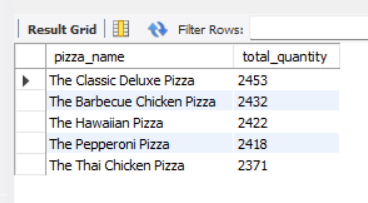 Result Grid Filter Rows:
pizza_name total_quantity
The Classic Deluxe Pizza 2453
The Barbecue Chicken Pizza 2432
The Hawaiian Pizza 2422
The Pepperoni Pizza 2418
The Thai Chicken Pizza 2371